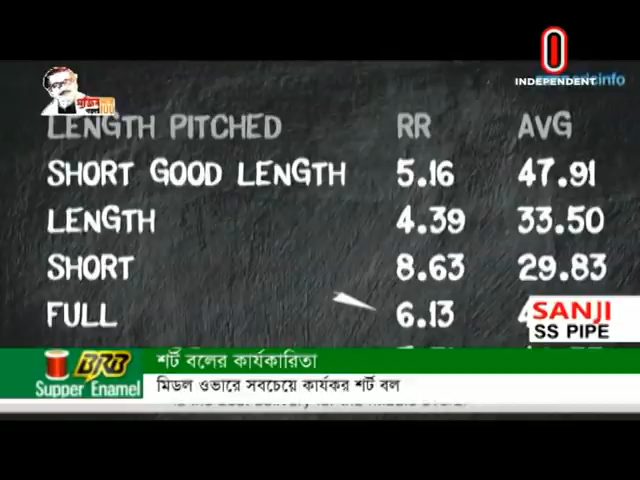 INDEPENDENT
LENGTH PITCHED RR AVG
SHORT GOOD LENGTH 5.16 47.91
LENGTH 4.39 33.50
SHORT 8.63 29.83
FULL 6.13
SANJI
SS PIPE
BRB
Supper Enamel
শর্ট বলের কার্যকারিতা
মিডল ওভারে সবচেয়ে কার্যকর শর্ট বল